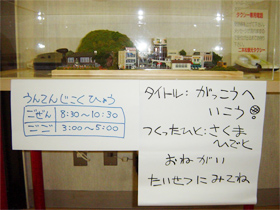 うんてんじこくひょう
ごぜん 8:30〜10:30
ごご 3:00〜5:00
タイトル：がっこうへ
いこう!
つくったひと：さくま
ひでと
おねがい
たいせつにみてね